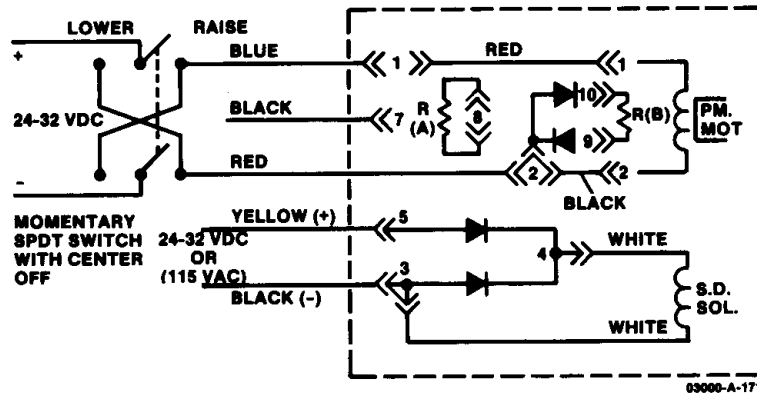 LOWER
RAISE
+
BLUE
1
RED
1
24-32 VDC
BLACK
7
R
(A)
8
10
9
R(B)
PM.
MOT
RED
2
2
-
BLACK
MOMENTARY
SPDT SWITCH
WITH CENTER
OFF
YELLOW (+)
5
24-32 VDC
OR
(115 VAC)
4
WHITE
3
BLACK (-)
S.D.
SOL.
WHITE
03000-A-171